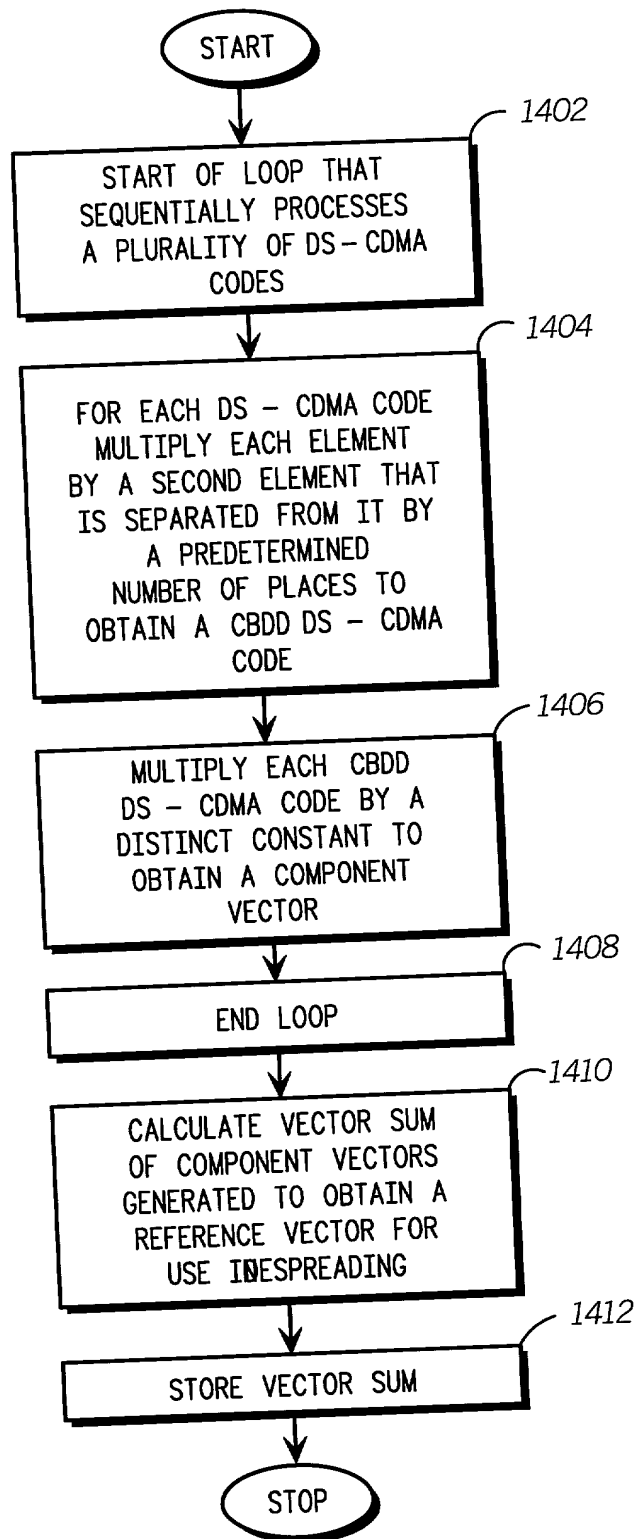 START
1402
START OF LOOP THAT
SEQUENTIALLY PROCESSES
A PLURALITY OF DS-CDMA
CODES
1404
FOR EACH DS - CDMA CODE
MULTIPLY EACH ELEMENT
BY A SECOND ELEMENT THAT
IS SEPARATED FROM IT BY
A PREDETERMINED
NUMBER OF PLACES TO
OBTAIN A CBDD DS - CDMA
CODE
1406
MULTIPLY EACH CBDD
DS - CDMA CODE BY A
DISTINCT CONSTANT TO
OBTAIN A COMPONENT
VECTOR
1408
END LOOP
1410
CALCULATE VECTOR SUM
OF COMPONENT VECTORS
GENERATED TO OBTAIN A
REFERENCE VECTOR FOR
USE INDESPREADING
1412
STORE VECTOR SUM
STOP